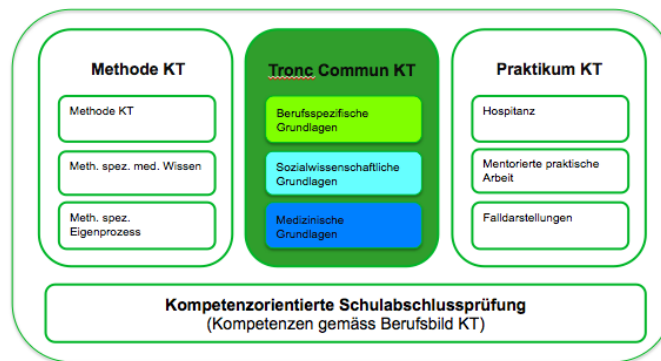 Methode KT
Methode KT
Meth. spez. med. Wissen
Meth. spez.
Eigenprozess
Tronc Commun KT
Berufsspezifische
Grundlagen
Sozialwissenschaftliche
Grundlagen
Medizinische
Grundlagen
Praktikum KT
Hospitanz
Mentorierte praktische
Arbeit
Falldarstellungen
Kompetenzorientierte Schulabschlussprüfung
(Kompetenzen gemäss Berufsbild KT)